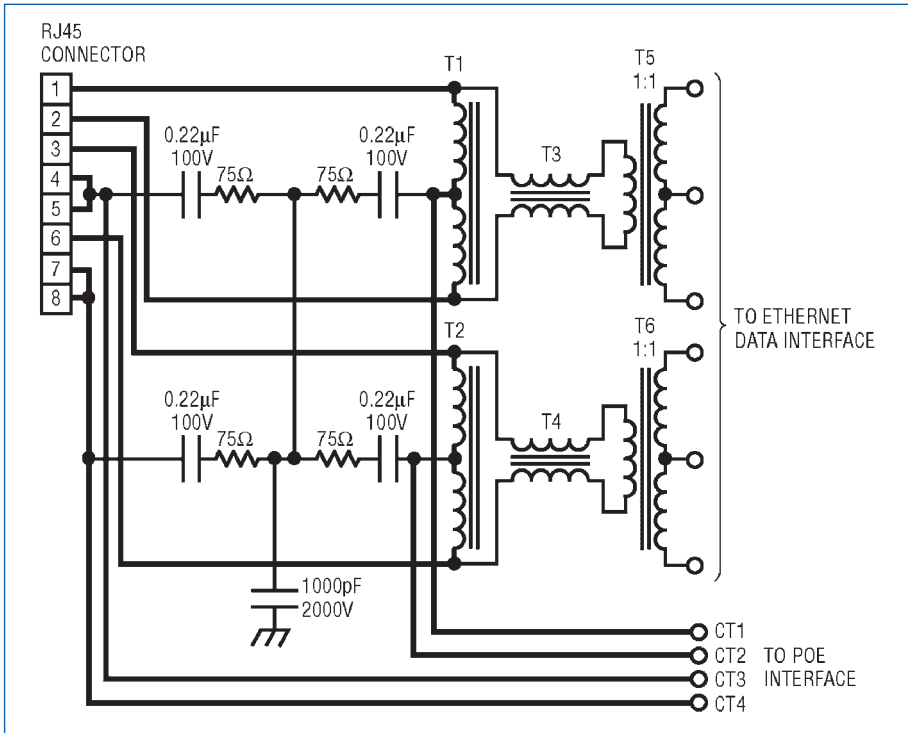 RJ45
CONNECTOR
1
2
3
4
5
6
7
8
0.22µF
100V
75Ω
75Ω
0.22µF
100V
T1
T3
T5
1:1
0.22µF
100V
75Ω
75Ω
0.22µF
100V
T2
T4
T6
1:1
TO ETHERNET
DATA INTERFACE
1000pF
2000V
CT1
CT2 TO POE
CT3 INTERFACE
CT4